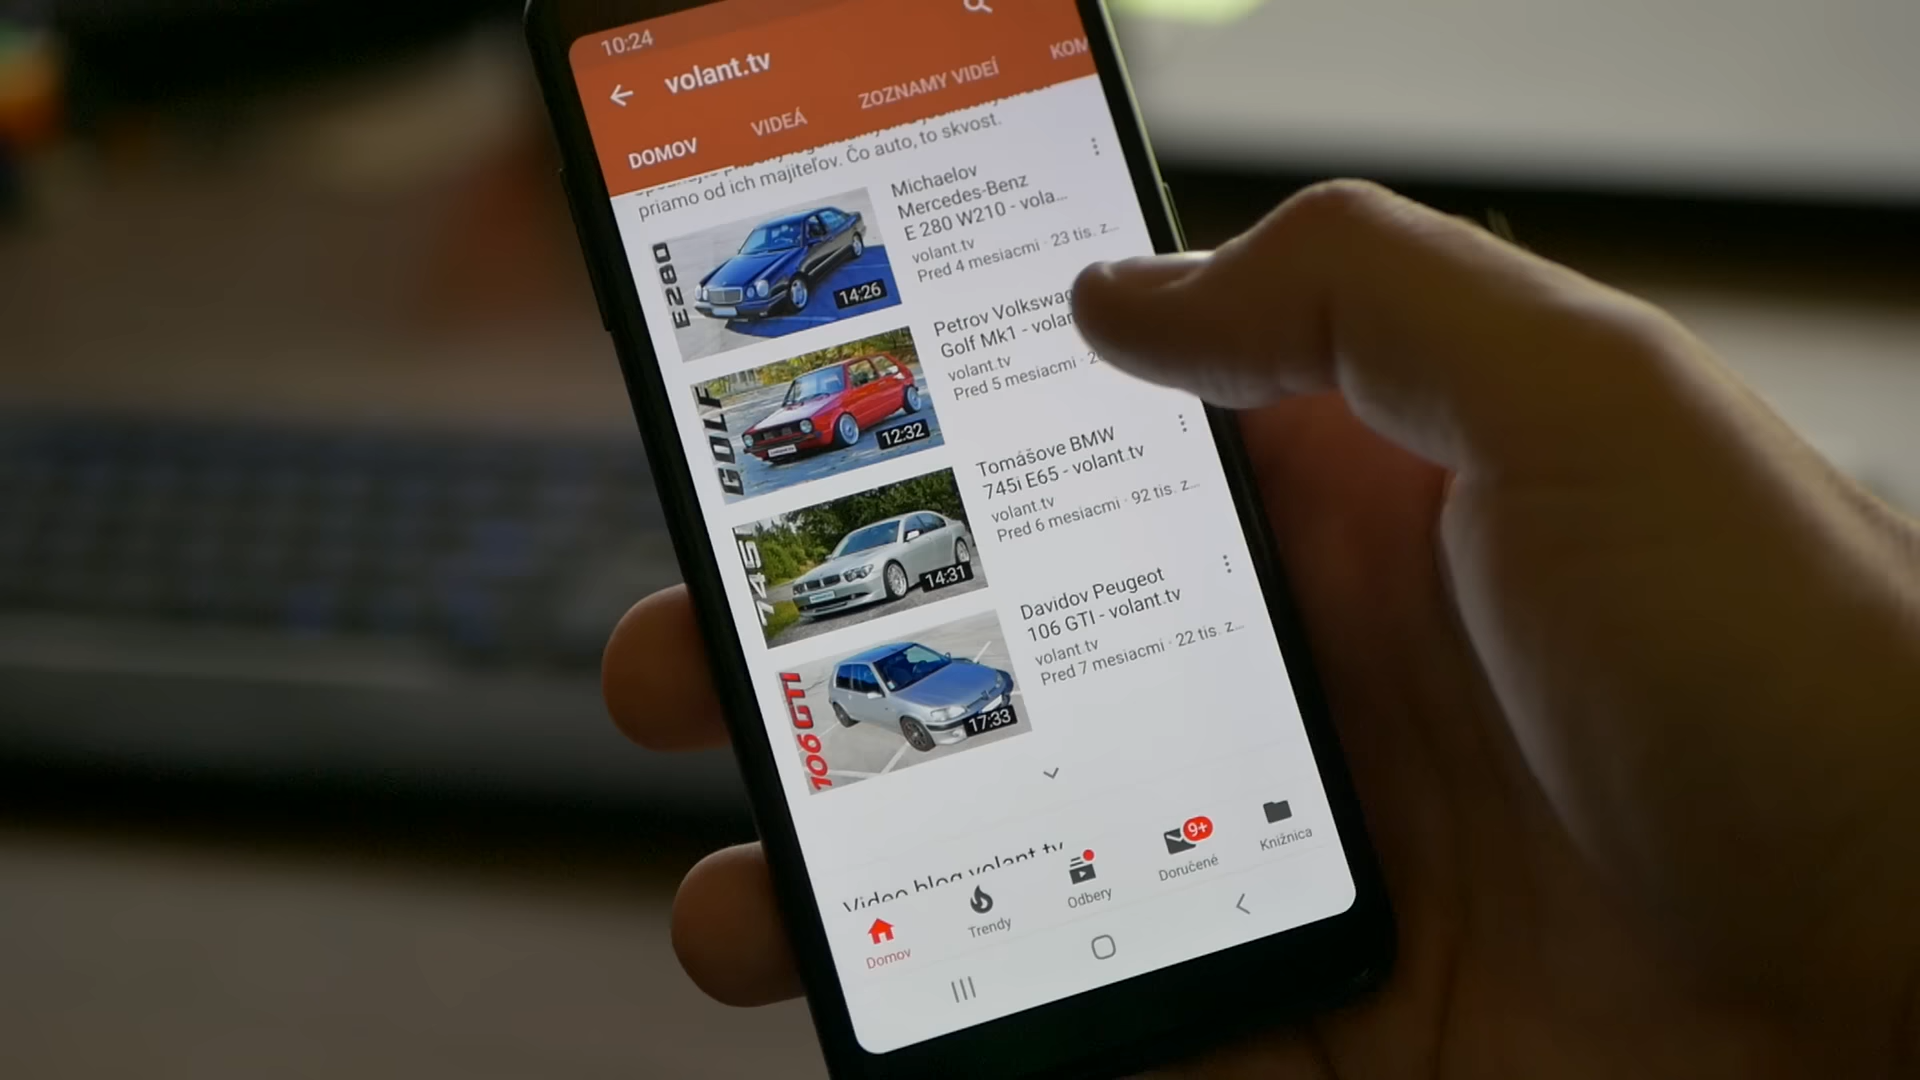 10:24
volant.tv
DOMOV
VIDEÁ
ZOZNAMY VIDEÍ
KOM
priamo od ich majiteľov. Čo auto, to skvost.
E280
14:26
Michaelov
Mercedes-Benz
E 280 W210 - vola...
volant.tv
Pred 4 mesiacmi · 23 tis. z...
GOLF
12:32
Petrov Volkswag
Golf Mk1 - volan
volant.tv
Pred 5 mesiacmi · 2
745i
14:31
Tomášove BMW
745i E65 - volant.tv
volant.tv
Pred 6 mesiacmi · 92 tis. z...
106 GTI
17:33
Davidov Peugeot
106 GTI - volant.tv
volant.tv
Pred 7 mesiacmi · 22 tis. z...
Video blog volant.tv
Domov
Trendy
Odbery
9+
Doručené
Knižnica